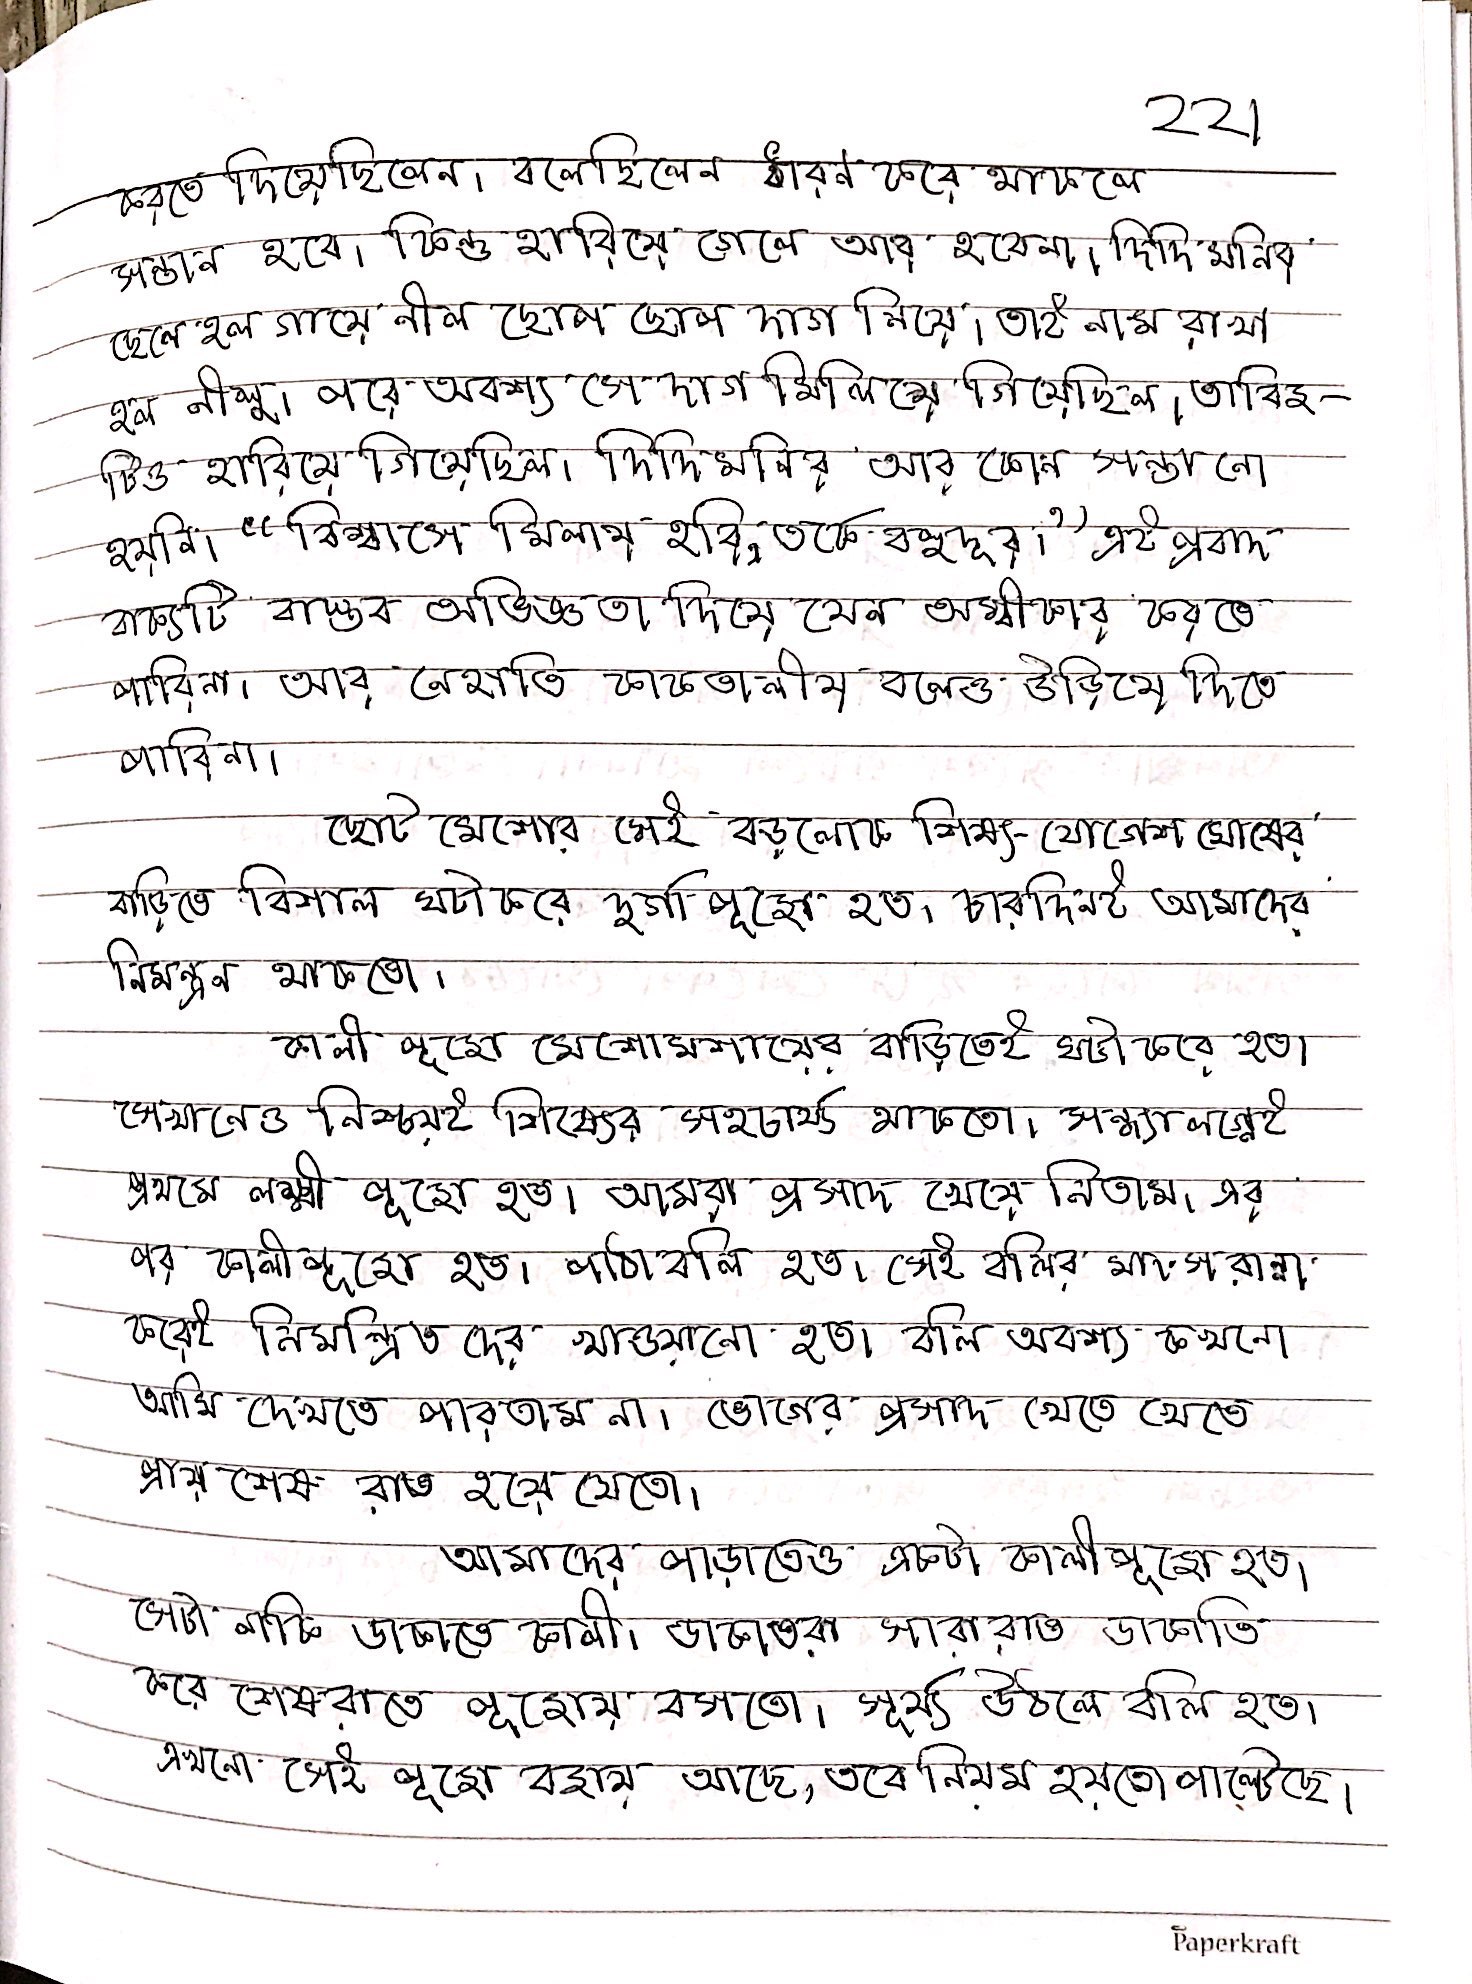 221
করতে দিয়েছিলেন। বলেছিলেন ধারন করে থাকলে
সন্তান হবে। কিন্তু হারিয়ে গেলে আর হবেনা। দিদিমনির
ছেলে হল গায়ে নীল ছোপ ছোপ দাগ নিয়ে। তাই নাম রাখা
হল নীলু। পরে অবশ্য সে দাগ মিলিয়ে গিয়েছিল। তাবিজ-
টিও হারিয়ে গিয়েছিল। দিদিমনির আর কোন সন্তানো
হয়নি। “বিশ্বাসে মিলায় হরি, তর্কে বহুদূর।” এই প্রবাদ
বাক্যটি বাস্তব অভিজ্ঞতা দিয়ে যেন অস্বীকার করতে
পারিনা। আর নেহাতি কাকতালীয় বলেও উড়িয়ে দিতে
পারিনা।
ছোট মেশোর সেই বড়লোক শিষ্য যোগেশ ঘোষের
বাড়িতে বিশাল ঘটা করে দুর্গাপূজো হত। চারদিনই আমাদের
নিমন্ত্রন থাকতো।
কালী পূজো মেশোমশায়ের বাড়িতেই ঘটা করে হত।
সেখানেও নিশ্চয়ই শিষ্যের সহচার্য্য থাকতো। সন্ধ্যালগ্নেই
প্রথমে লক্ষ্মী পূজো হত। আমরা প্রসাদ খেয়ে নিতাম। এর
পর কালীপূজো হত। পাঠাবলি হত। সেই বলির মাংস রান্না
করেই নিমন্ত্রিতদের খাওয়ানো হত। বলি অবশ্য কখনো
আমি দেখতে পারতাম না। ভোগের প্রসাদ খেতে খেতে
প্রায় শেষ রাত হয়ে যেতো।
আমাদের পাড়াতেও একটা কালীপূজো হত।
সেটা নাকি ডাকাতে কালী। ডাকাতরা সারারাত ডাকাতি
করে শেষরাতে পূজোয় বসতো। সূর্য্য উঠলে বলি হত।
এখনো সেই পূজো বজায় আছে, তবে নিয়ম হয়তো পাল্টেছে।
Paperkraft